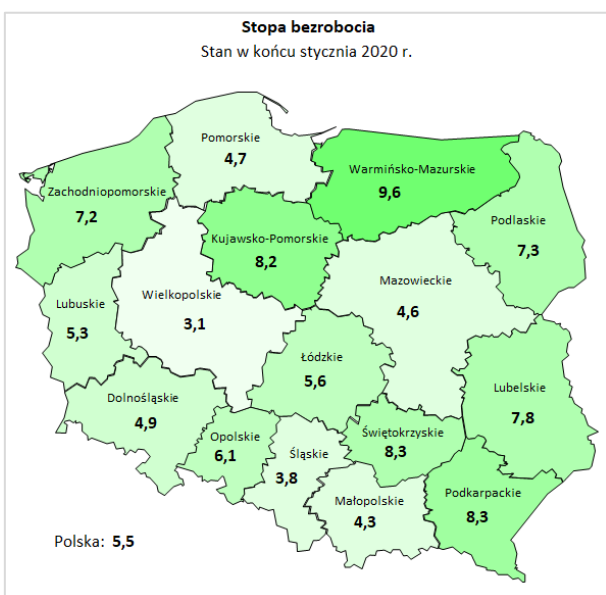 Stopa bezrobocia
Stan w końcu stycznia 2020 r.
Pomorskie
4,7
Warmińsko-Mazurskie
9,6
Zachodniopomorskie
7,2
Podlaskie
7,3
Kujawsko-Pomorskie
8,2
Mazowieckie
4,6
Wielkopolskie
3,1
Lubuskie
5,3
Łódzkie
5,6
Lubelskie
7,8
Dolnośląskie
4,9
Opolskie
6,1
Świętokrzyskie
8,3
Śląskie
3,8
Małopolskie
4,3
Podkarpackie
8,3
Polska: 5,5